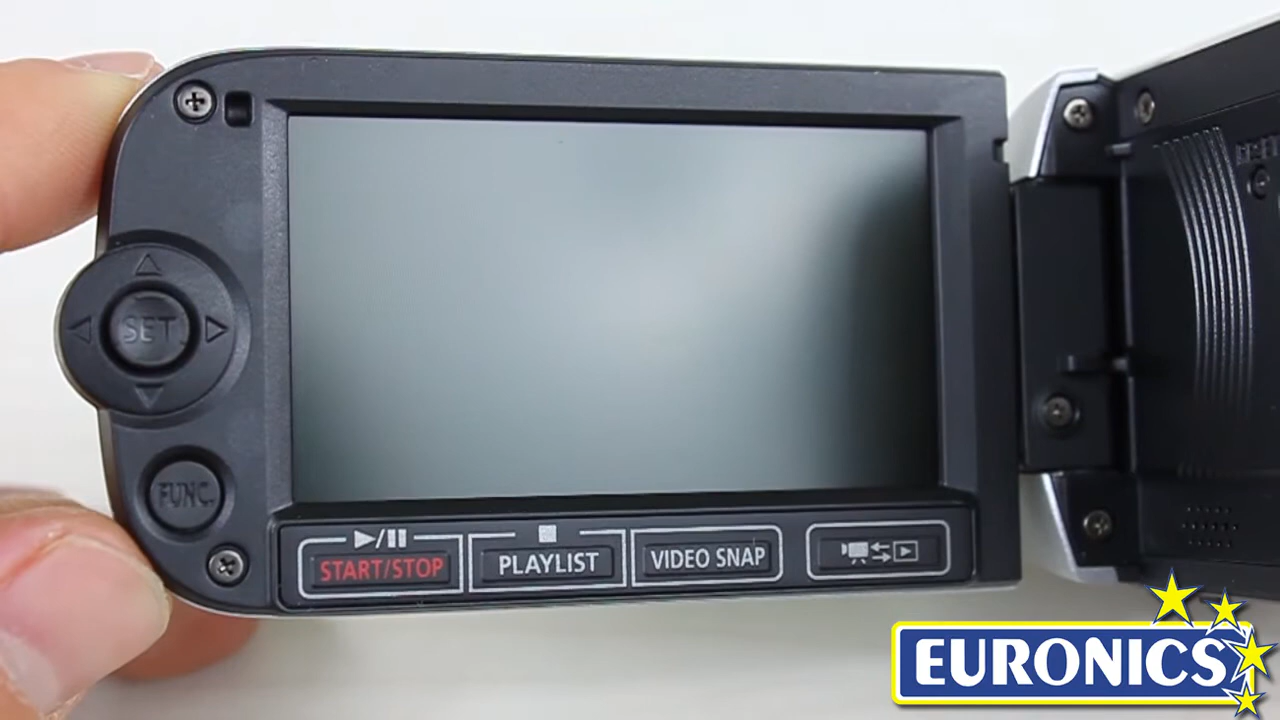 SET
FUNC.
START/STOP
PLAYLIST
VIDEO SNAP
EURONICS